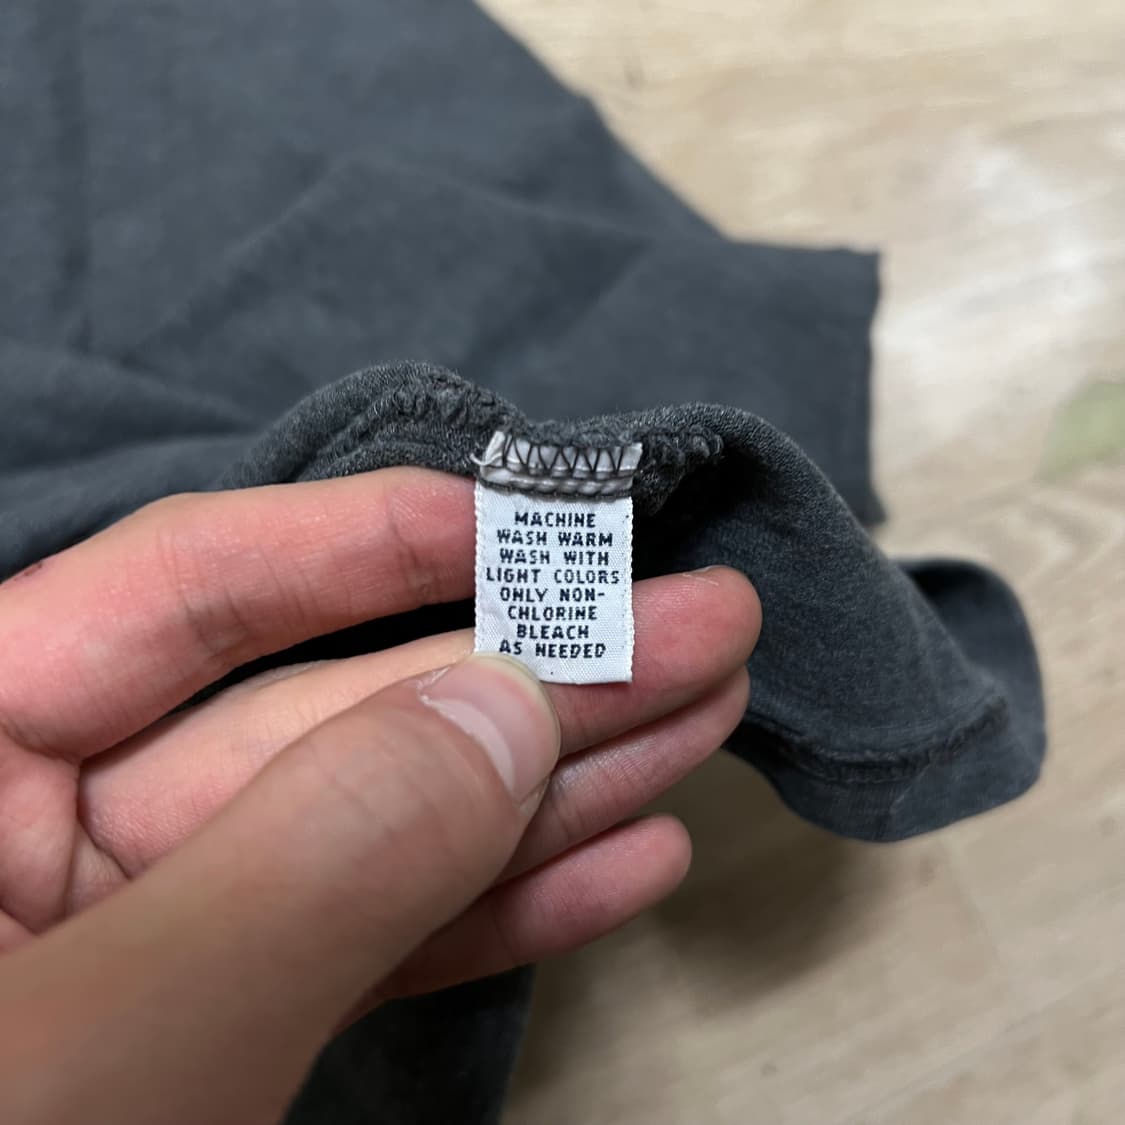 MACHINE
WASH WARM
WASH WITH
LIGHT COLORS
ONLY NON-
CHLORINE
BLEACH
AS NEEDED